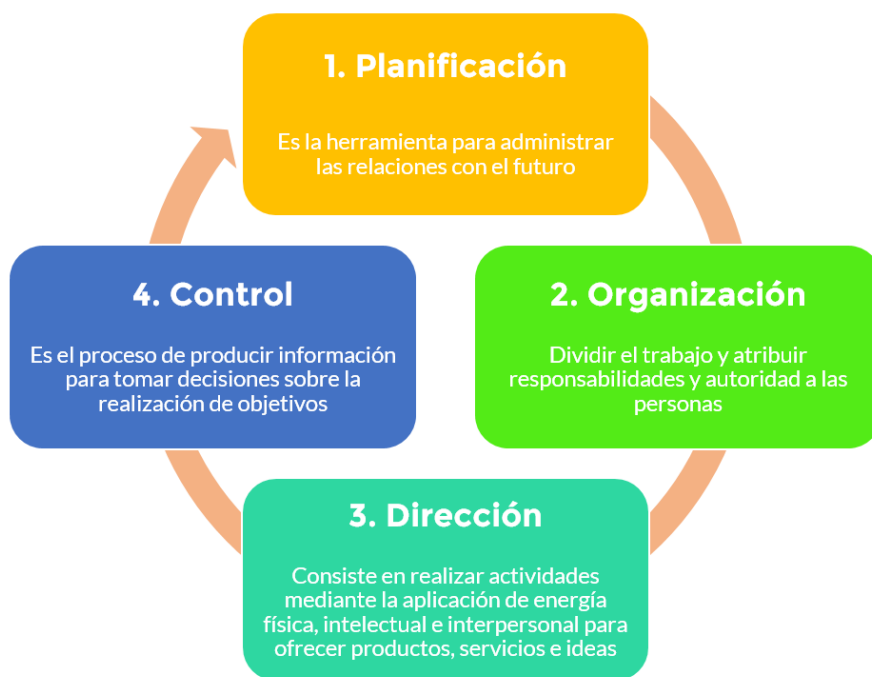 1. Planificación
Es la herramienta para administrar
las relaciones con el futuro
2. Organización
Dividir el trabajo y atribuir
responsabilidades y autoridad a las
personas
3. Dirección
Consiste en realizar actividades
mediante la aplicación de energía
física, intelectual e interpersonal para
ofrecer productos, servicios e ideas
4. Control
Es el proceso de producir información
para tomar decisiones sobre la
realización de objetivos